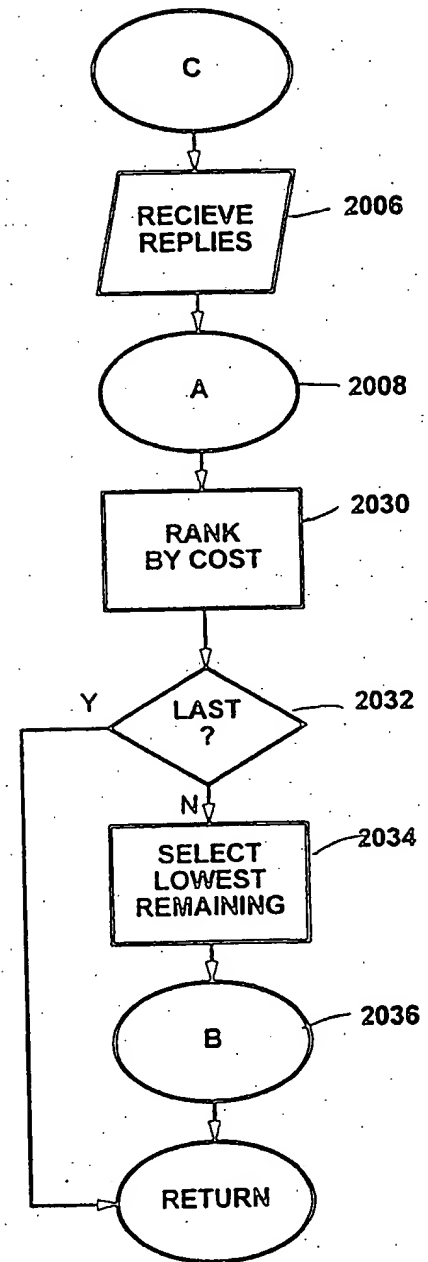 C
RECIEVE
REPLIES
2006
A
2008
RANK
BY COST
2030
LAST
?
2032
Y
N
SELECT
LOWEST
REMAINING
2034
B
2036
RETURN